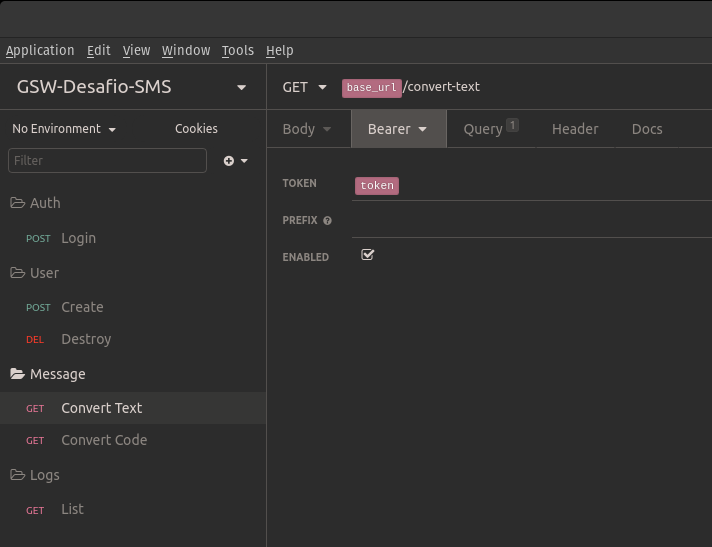 Application Edit View Window Tools Help
GSW-Desafio-SMS
GET base_url/convert-text
No Environment Cookies
Body Bearer Query 1 Header Docs
Filter
Auth
POST Login
User
POST Create
DEL Destroy
Message
GET Convert Text
GET Convert Code
Logs
GET List
TOKEN token
PREFIX ?
ENABLED